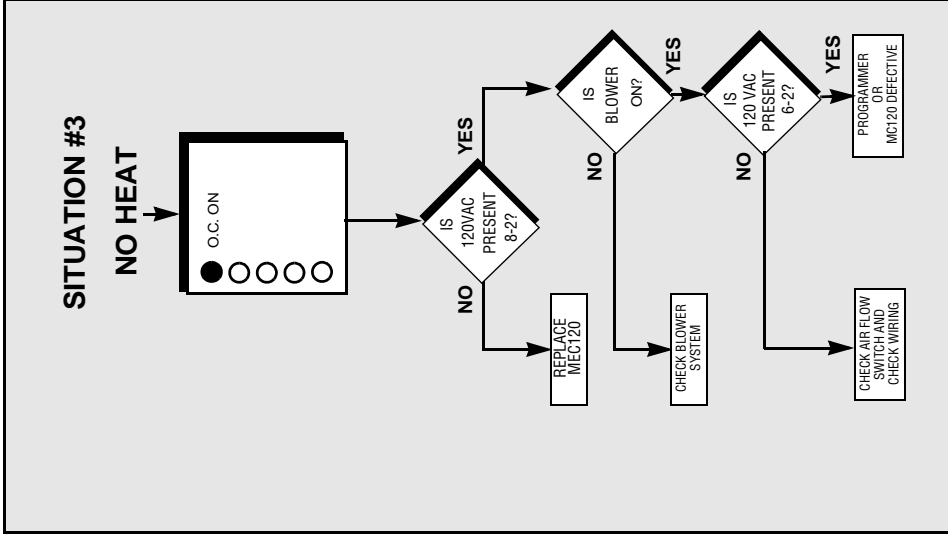 SITUATION #3
NO HEAT
O.C. ON
IS
120VAC
PRESENT
8-2?
NO
YES
REPLACE
MEC120
IS
BLOWER
ON?
NO
YES
CHECK BLOWER
SYSTEM
IS
120 VAC
PRESENT
6-2?
NO
YES
CHECK AIR FLOW
SWITCH AND
CHECK WIRING
PROGRAMMER
OR
MC120 DEFECTIVE